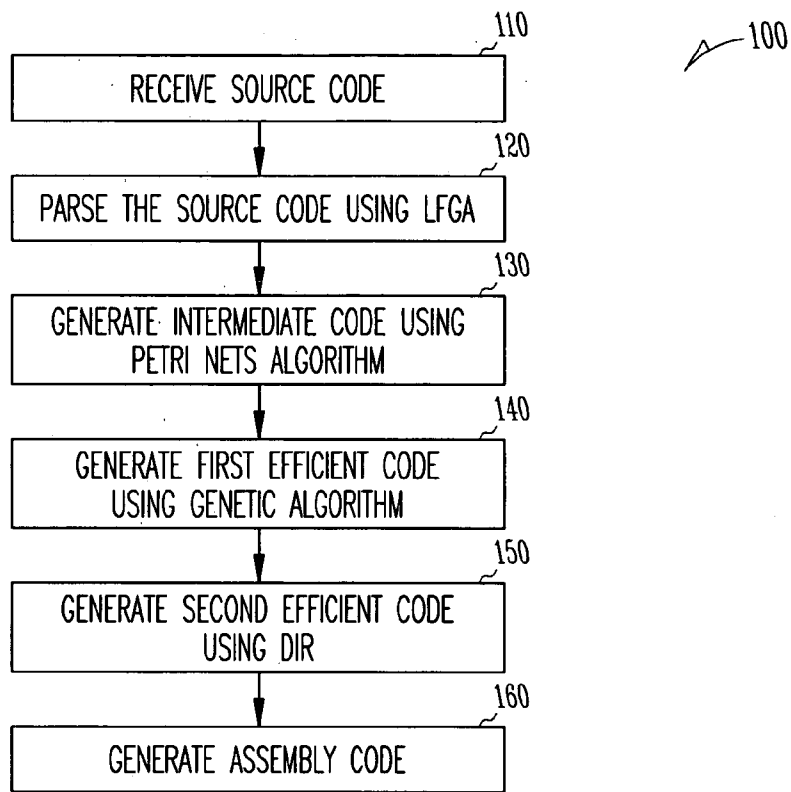 100
110
RECEIVE SOURCE CODE
120
PARSE THE SOURCE CODE USING LFGA
130
GENERATE INTERMEDIATE CODE USING
PETRI NETS ALGORITHM
140
GENERATE FIRST EFFICIENT CODE
USING GENETIC ALGORITHM
150
GENERATE SECOND EFFICIENT CODE
USING DIR
160
GENERATE ASSEMBLY CODE